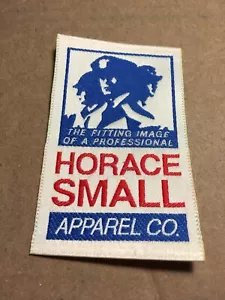 THE FITTING IMAGE
OF A PROFESSIONAL
HORACE
SMALL
APPAREL CO.